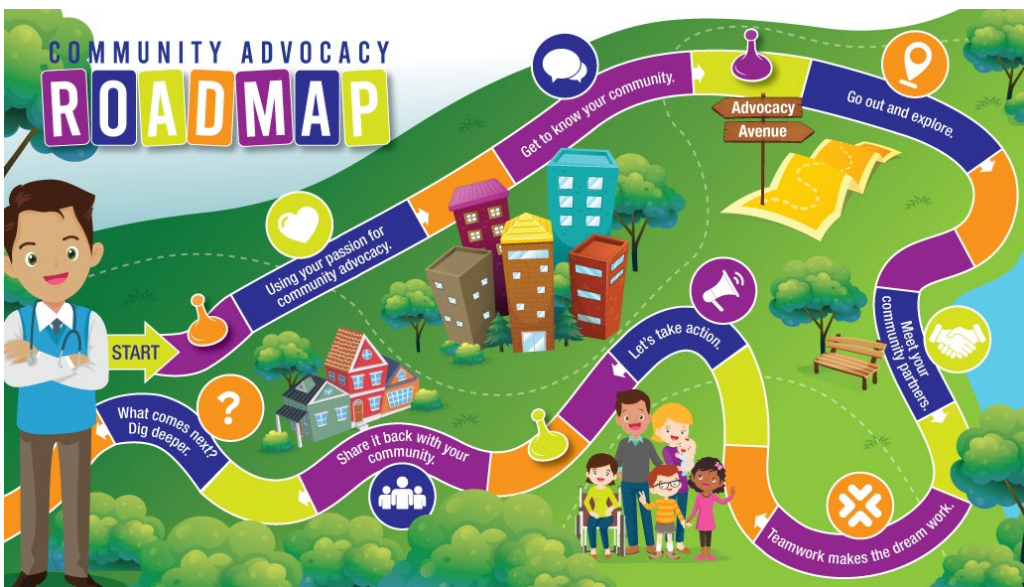 COMMUNITY ADVOCACY
ROADMAP
START
Using your passion for
community advocacy.
Get to know your community.
Advocacy
Avenue
Go out and explore.
Meet your
community partners.
Teamwork makes the dream work.
Let's take action.
Share it back with your
community.
What comes next?
Dig deeper.
?